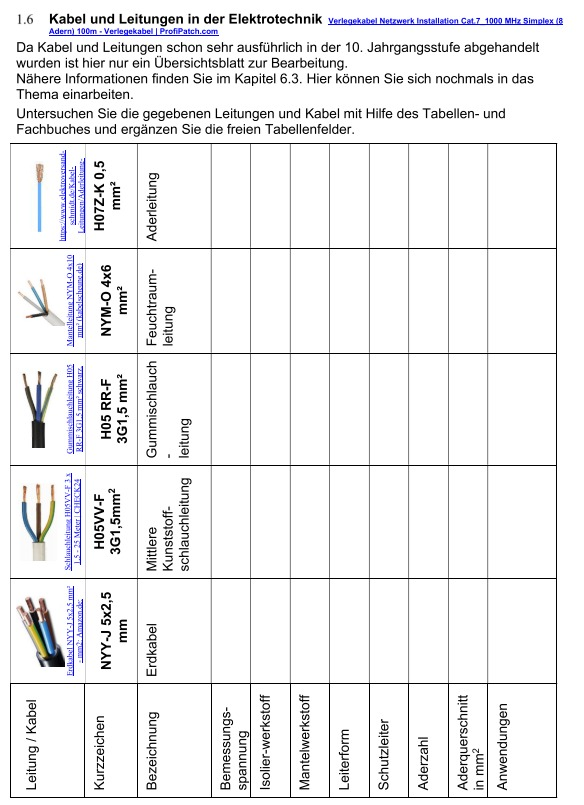 1.6 Kabel und Leitungen in der Elektrotechnik Verlegekabel Netzwerk Installation Cat.7 1000 MHz Simplex (8
Adern) 100m - Verlegekabel | ProfiPatch.com
Da Kabel und Leitungen schon sehr ausführlich in der 10. Jahrgangsstufe abgehandelt
wurden ist hier nur ein Übersichtsblatt zur Bearbeitung.
Nähere Informationen finden Sie im Kapitel 6.3. Hier können Sie sich nochmals in das
Thema einarbeiten.
Untersuchen Sie die gegebenen Leitungen und Kabel mit Hilfe des Tabellen- und
Fachbuches und ergänzen Sie die freien Tabellenfelder.
Leitung / Kabel
Erdkabel NYY-J 5x2,5 mm²
- mm2: Amazon.de:
Schlauchleitung H05VV-F 3 x
1,5 - 25 Meter | CHECK24
Gummischlauchleitung H05
RR-F 3G1,5 mm² schwarz,
Mantelleitung NYM-O 4x10
mm² (kabelscheune.de)
https://www.elektroversand-
schmidt.de/Kabel-
Leitungen/Aderleitung-
Kurzzeichen
NYY-J 5x2,5
mm
H05VV-F
3G1,5mm²
H05 RR-F
3G1,5 mm²
NYM-O 4x6
mm²
H07Z-K 0,5
mm²
Bezeichnung
Erdkabel
Mittlere
Kunststoff-
schlauchleitung
Gummischlauch
-
leitung
Feuchtraum-
leitung
Aderleitung
Bemessungs-
spannung
Isolier-werkstoff
Mantelwerkstoff
Leiterform
Schutzleiter
Aderzahl
Aderquerschnitt
in mm²
Anwendungen